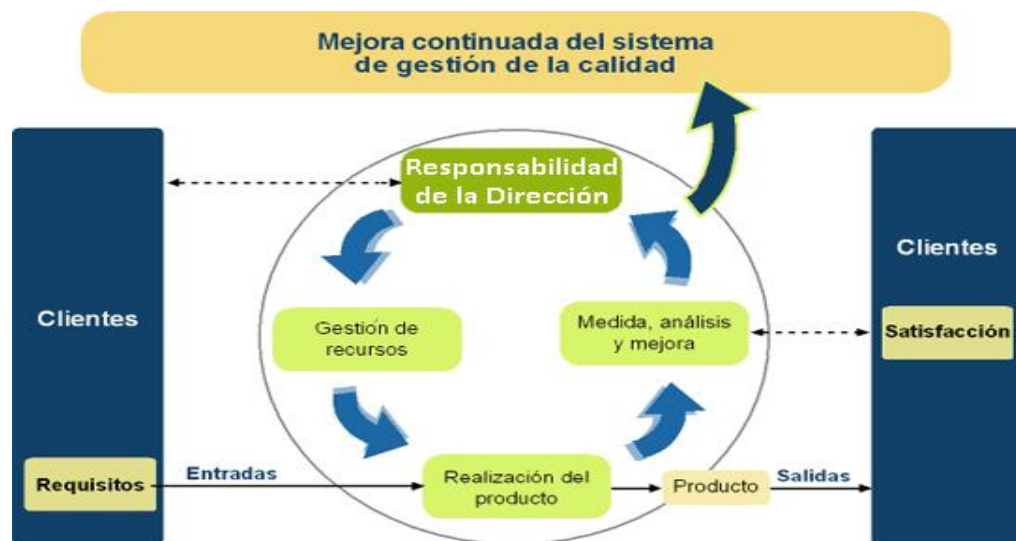 Mejora continuada del sistema
de gestión de la calidad
Responsabilidad
de la Dirección
Clientes
Clientes
Gestión de
recursos
Medida, análisis
y mejora
Satisfacción
Requisitos
Entradas
Realización del
producto
Producto
Salidas